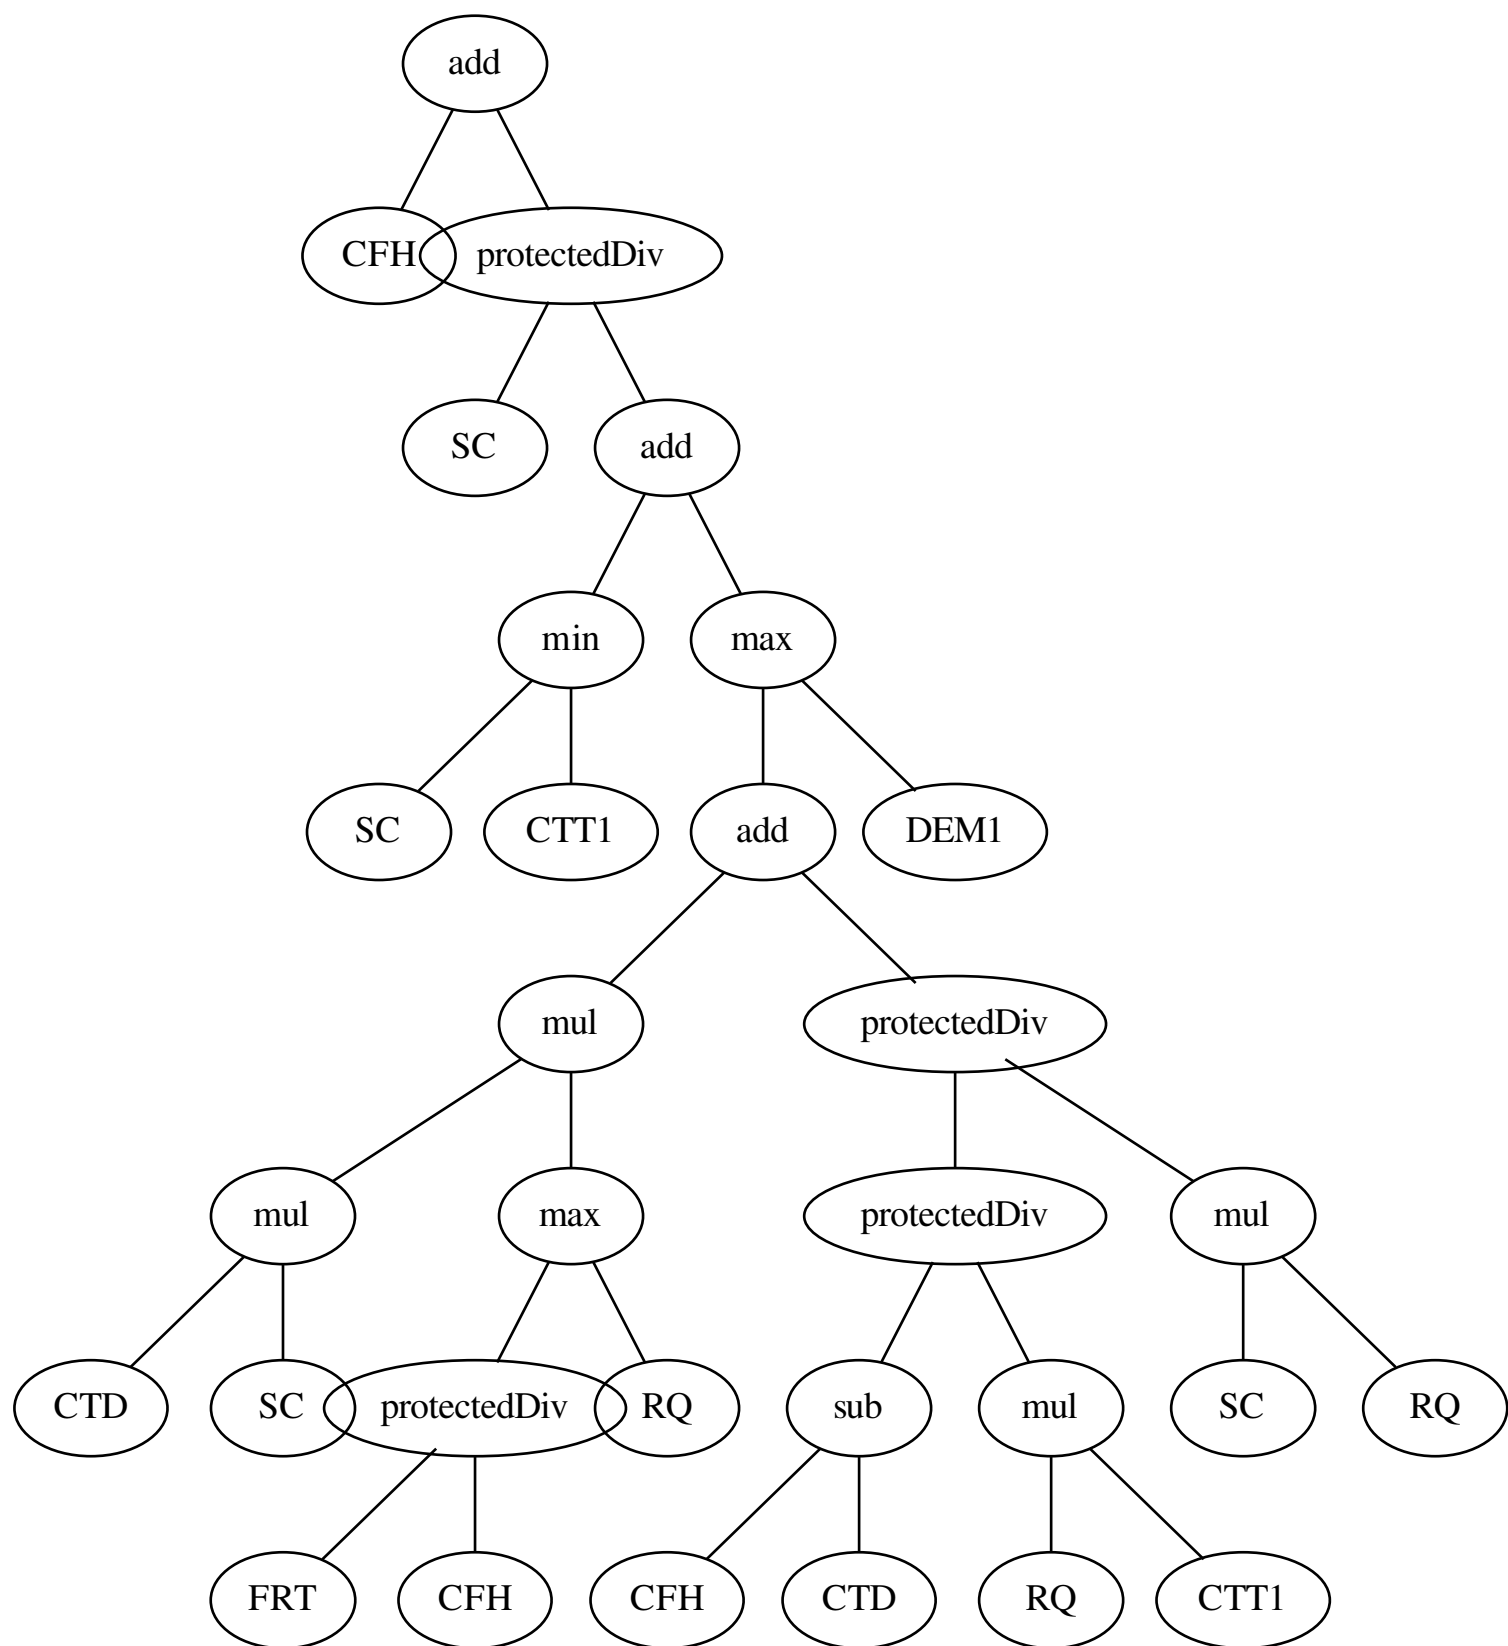 add
CFH protectedDiv
SC add
min max
SC CTT1 add DEM1
mul protectedDiv
mul max protectedDiv mul
CTD SC protectedDiv RQ sub mul SC RQ
FRT CFH CFH CTD RQ CTT1